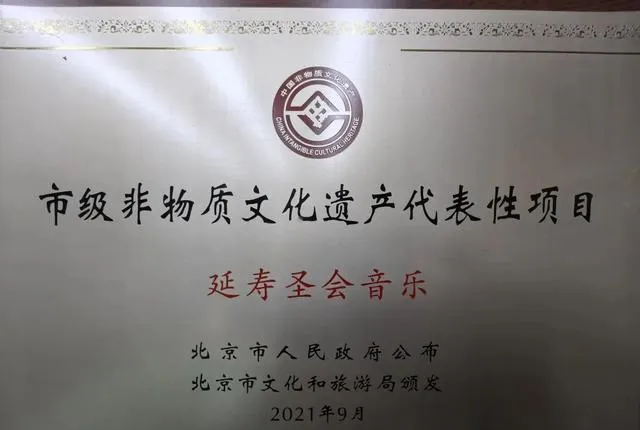 中国非物质文化遗产
CHINA INTANGIBLE CULTURAL HERITAGE
市级非物质文化遗产代表性项目
延寿圣会音乐
北京市人民政府公布
北京市文化和旅游局颁发
2021年9月